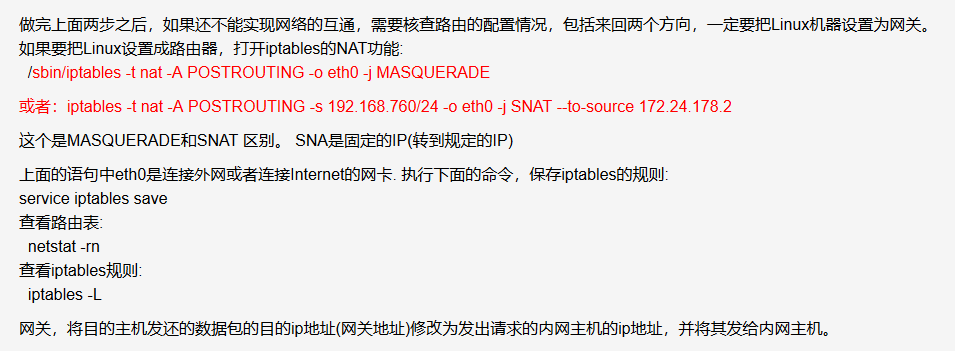 做完上面两步之后，如果还不能实现网络的互通，需要核查路由的配置情况，包括来回两个方向，一定要把Linux机器设置为网关。
如果要把Linux设置成路由器，打开iptables的NAT功能:
/sbin/iptables -t nat -A POSTROUTING -o eth0 -j MASQUERADE
或者：iptables -t nat -A POSTROUTING -s 192.168.760/24 -o eth0 -j SNAT --to-source 172.24.178.2
这个是MASQUERADE和SNAT 区别。 SNA是固定的IP(转到规定的IP)
上面的语句中eth0是连接外网或者连接Internet的网卡. 执行下面的命令，保存iptables的规则:
service iptables save
查看路由表:
netstat -rn
查看iptables规则:
iptables -L
网关，将目的主机发还的数据包的目的ip地址(网关地址)修改为发出请求的内网主机的ip地址，并将其发给内网主机。